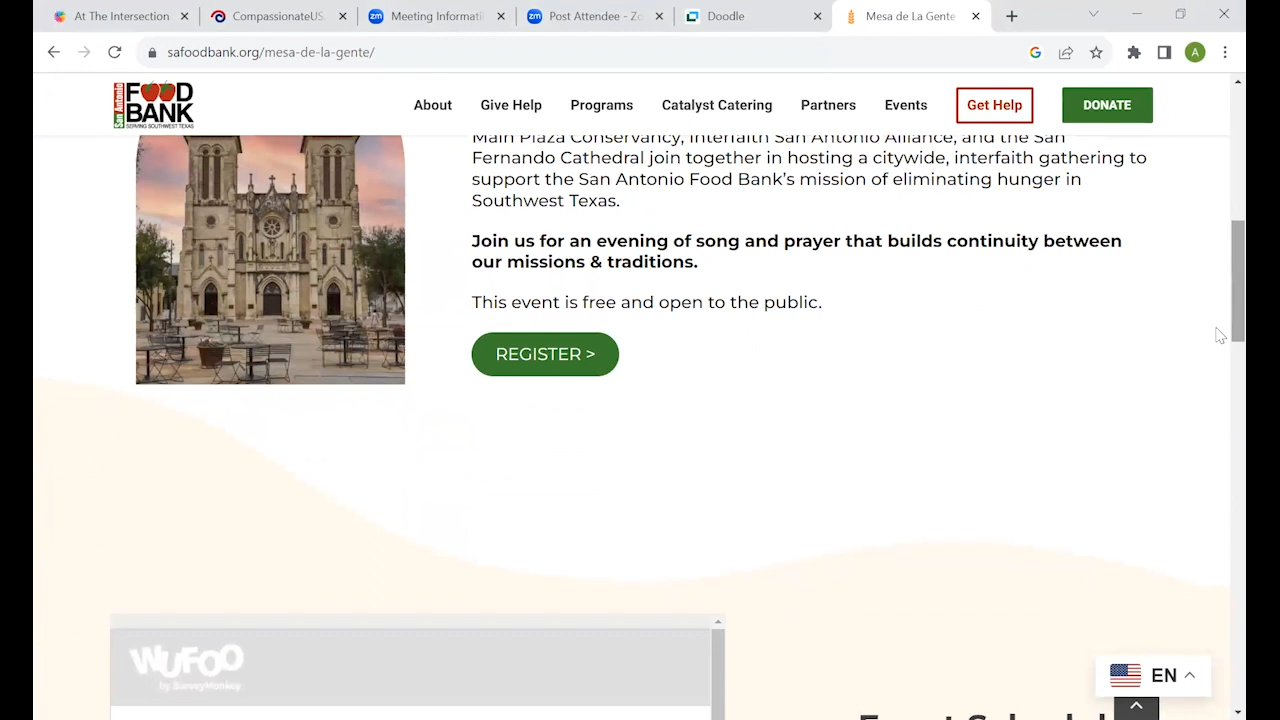 At The Intersection
CompassionateUS
Meeting Informati
Post Attendee - Zo
Doodle
Mesa de La Gente
safoodbank.org/mesa-de-la-gente/
A
San Antonio
FOOD
BANK
SERVING SOUTHWEST TEXAS
About
Give Help
Programs
Catalyst Catering
Partners
Events
Get Help
DONATE
Main Plaza Conservancy, Interfaith San Antonio Alliance, and the San
Fernando Cathedral join together in hosting a citywide, interfaith gathering to
support the San Antonio Food Bank's mission of eliminating hunger in
Southwest Texas.
Join us for an evening of song and prayer that builds continuity between
our missions & traditions.
This event is free and open to the public.
REGISTER >
WUFOO
by SurveyMonkey
EN